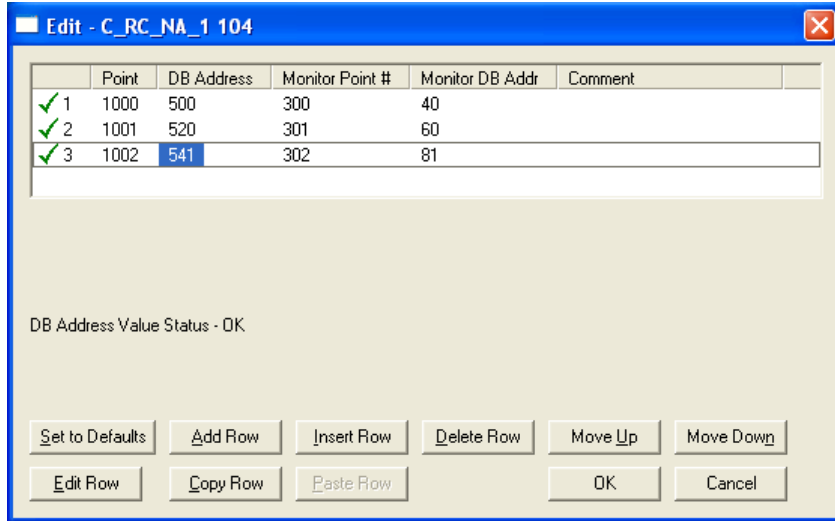 Edit - C_RC_NA_1 104
Point DB Address Monitor Point # Monitor DB Addr Comment
1 1000 500 300 40
2 1001 520 301 60
3 1002 541 302 81
DB Address Value Status - OK
Set to Defaults Add Row Insert Row Delete Row Move Up Move Down
Edit Row Copy Row Paste Row OK Cancel